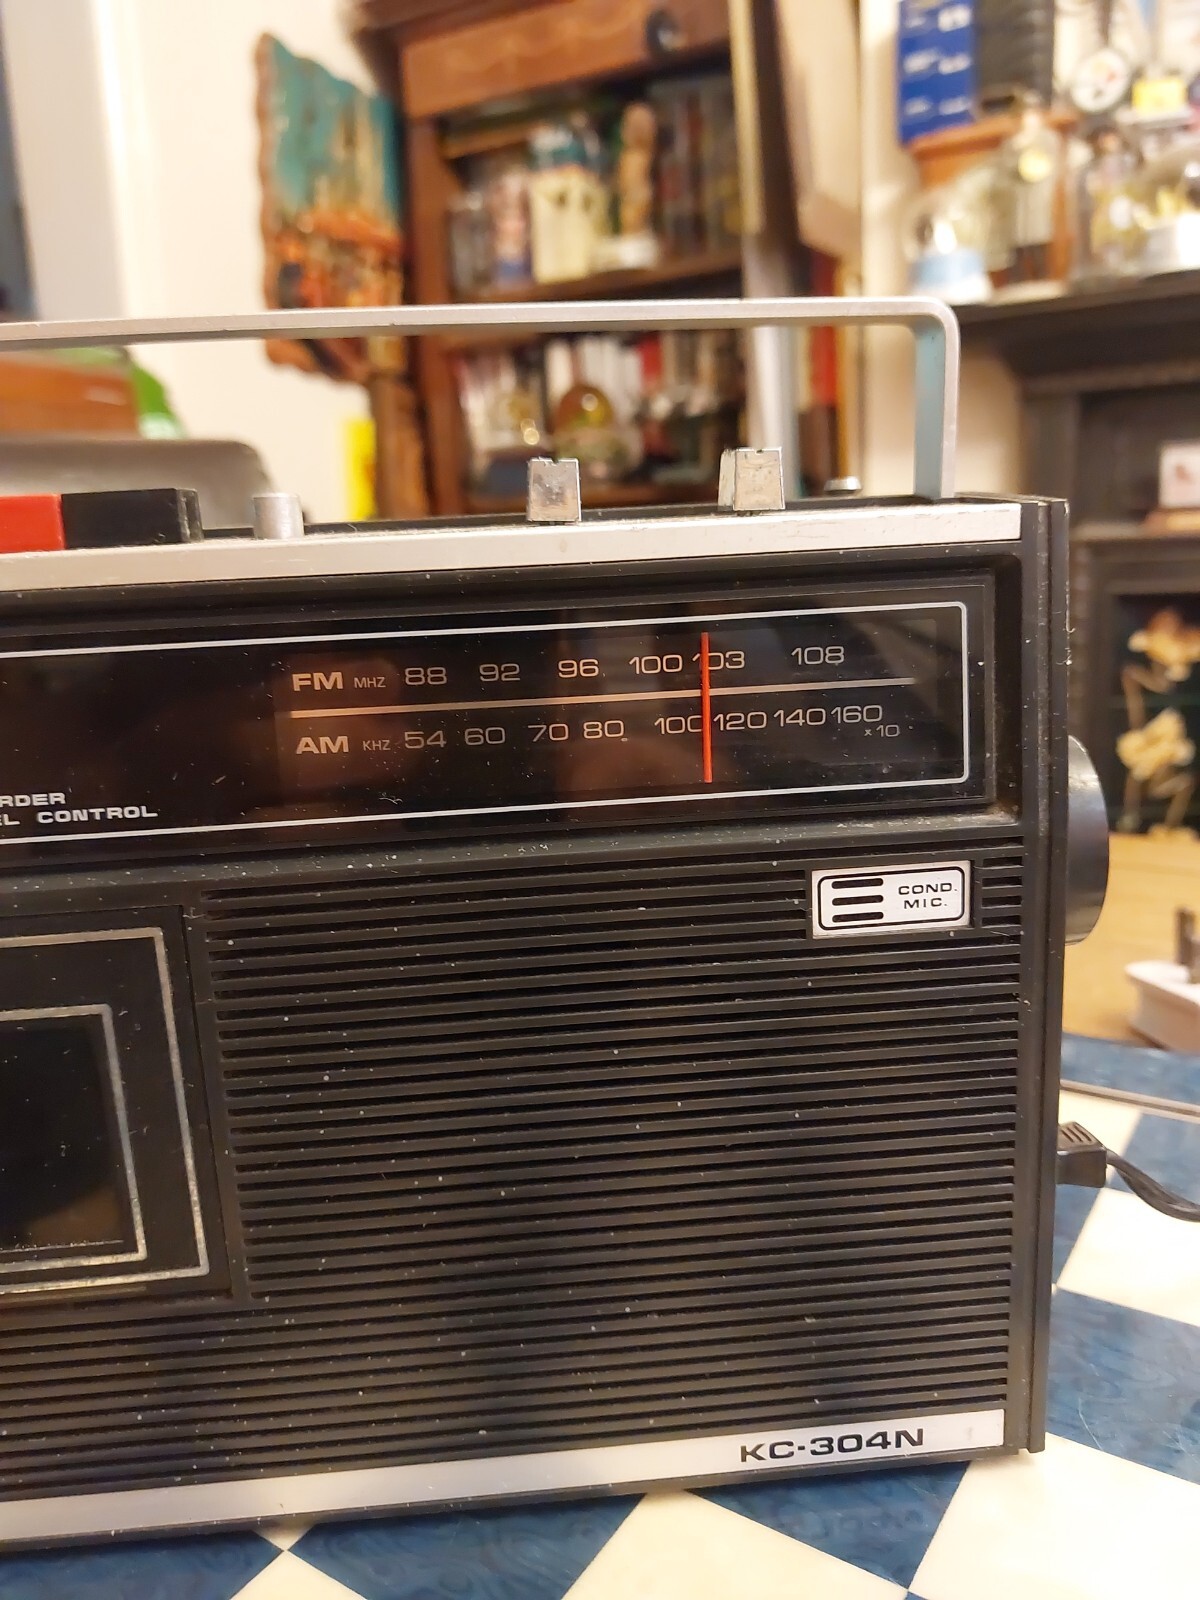 FM MHZ 88 92 96 100 103 108
AM KHZ 54 60 70 80 100 120 140 160
x10
RDER
EL CONTROL
COND.
MIC.
KC-304N